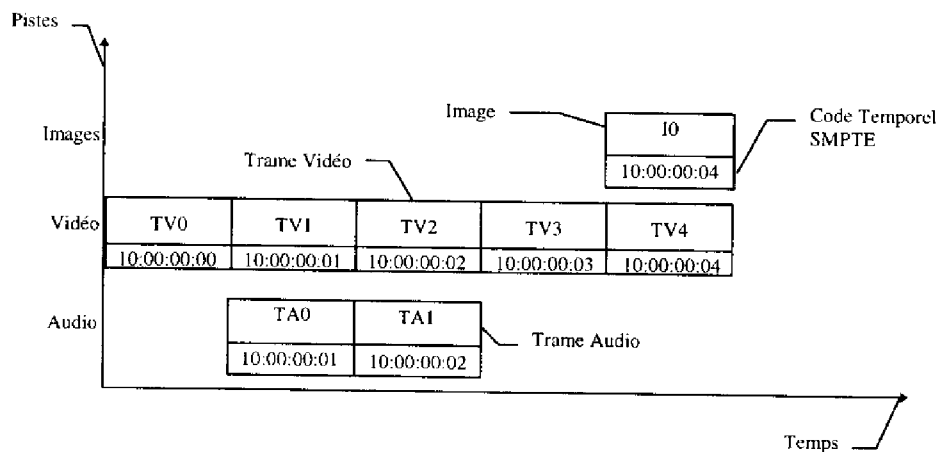 Pistes
Image
Code Temporel
Images
I0
SMPTE
Trame Vidéo
10:00:00:04
Vidéo
TV0
TV1
TV2
TV3
TV4
10:00:00:00
10:00:00:01
10:00:00:02
10:00:00:03
10:00:00:04
Audio
TA0
TA1
Trame Audio
10:00:00:01
10:00:00:02
Temps